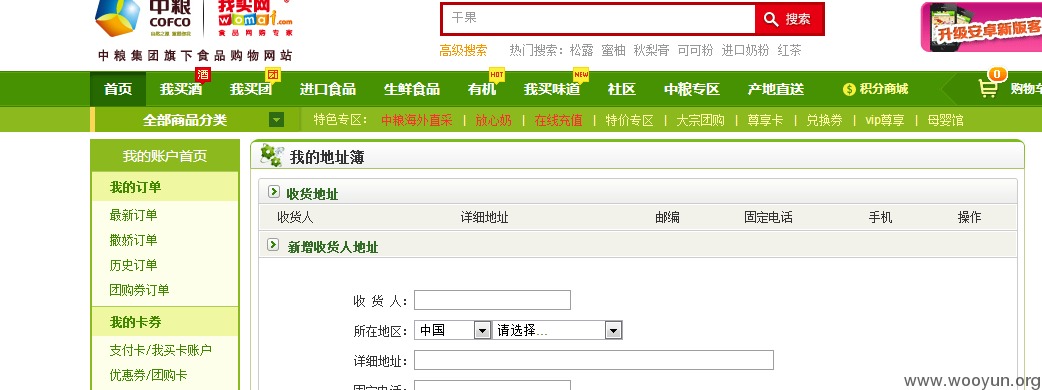 中粮 我买网
COFCO womai.com
自然之源 重塑你我 食品网购专家
中粮集团旗下食品购物网站
干果 搜索
高级搜索 热门搜索：松露 蜜柚 秋梨膏 可可粉 进口奶粉 红茶
升级安卓新版客
酒 团 HOT NEW 0
首页 我买酒 我买团 进口食品 生鲜食品 有机 我买味道 社区 中粮专区 产地直送 $ 积分商城 购物车
全部商品分类 特色专区： 中粮海外直采 | 放心奶 | 在线充值 | 特价专区 | 大宗团购 | 尊享卡 | 兑换券 | vip尊享 | 母婴馆
我的账户首页
我的订单
最新订单
撒娇订单
历史订单
团购券订单
我的卡券
支付卡/我买卡账户
优惠券/团购卡
我的地址簿
收货地址
收货人 详细地址 邮编 固定电话 手机 操作
新增收货人地址
收 货 人：
所在地区： 中国 请选择...
详细地址：
固定电话：
www.wooyun.org